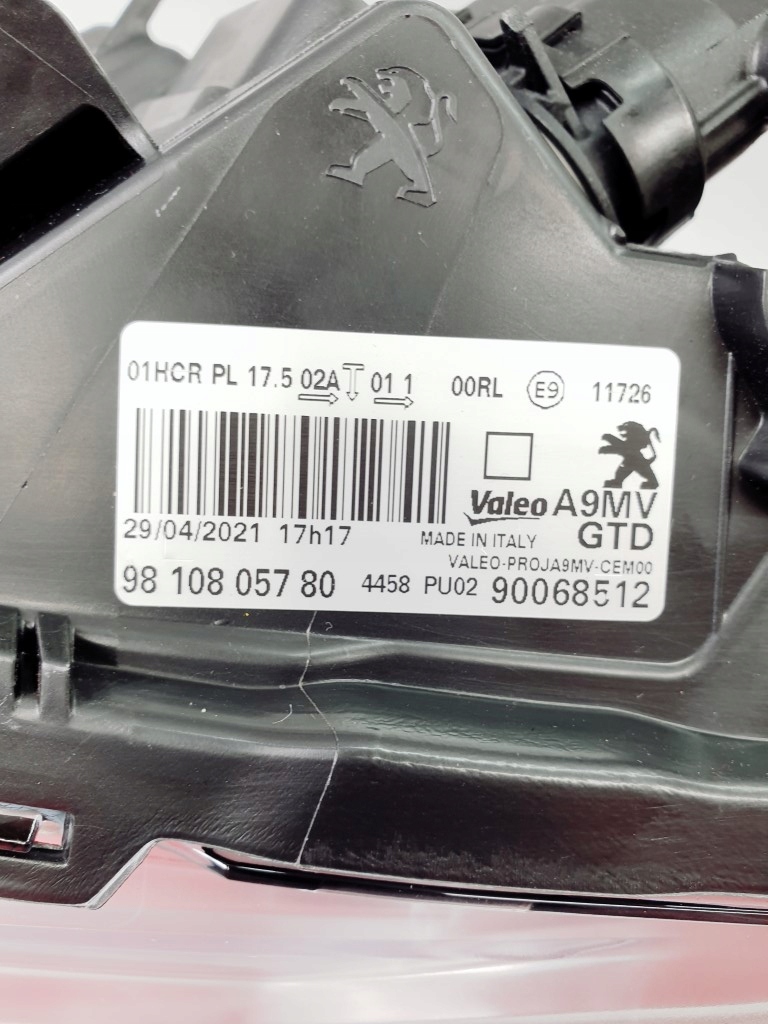 01HCR PL 17.5 02A T 01 1 00RL E9 11726
Valeo A9MV
29/04/2021 17h17 MADE IN ITALY GTD
VALEO-PROJA9MV-CEM00
98 108 057 80 4458 PU02 90068512